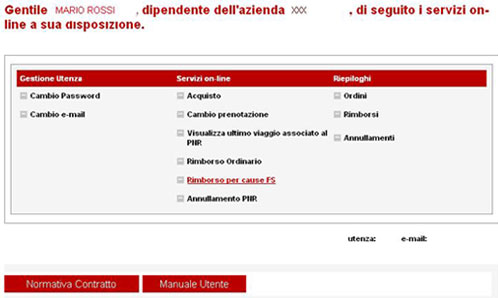 Gentile MARIO ROSSI , dipendente dell'azienda XXX , di seguito i servizi on-
line a sua disposizione.
Gestione Utenza Servizi on-line Riepiloghi
Cambio Password Acquisto Ordini
Cambio e-mail Cambio prenotazione Rimborsi
Visualizza ultimo viaggio associato al
PNR Annullamenti
Rimborso Ordinario
Rimborso per cause FS
Annullamento PNR
utenza: e-mail:
Normativa Contratto Manuale Utente